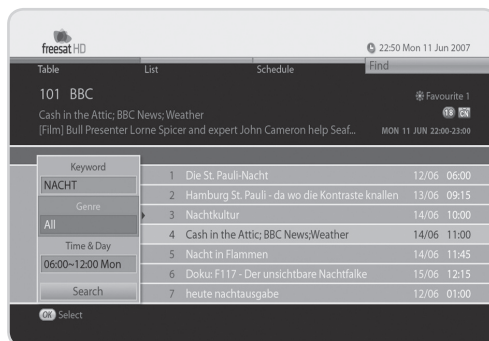 freesat HD
22:50 Mon 11 Jun 2007
Table List Schedule Find
101 BBC
Favourite 1
Cash in the Attic; BBC News; Weather
18 CN
[Film] Bull Presenter Lorne Spicer and expert John Cameron help Seaf...
MON 11 JUN 22:00-23:00
Keyword
NACHT
Genre
All
Time & Day
06:00~12:00 Mon
Search
1 Die St. Pauli-Nacht 12/06 06:00
2 Hamburg St. Pauli - da wo die Kontraste knallen 13/06 09:15
3 Nachtkultur 14/06 10:00
4 Cash in the Attic; BBC News;Weather 14/06 11:00
5 Nacht in Flammen 14/06 11:45
6 Doku: F117 - Der unsichtbare Nachtfalke 15/06 12:15
7 heute nachtausgabe 12/06 01:00
OK Select